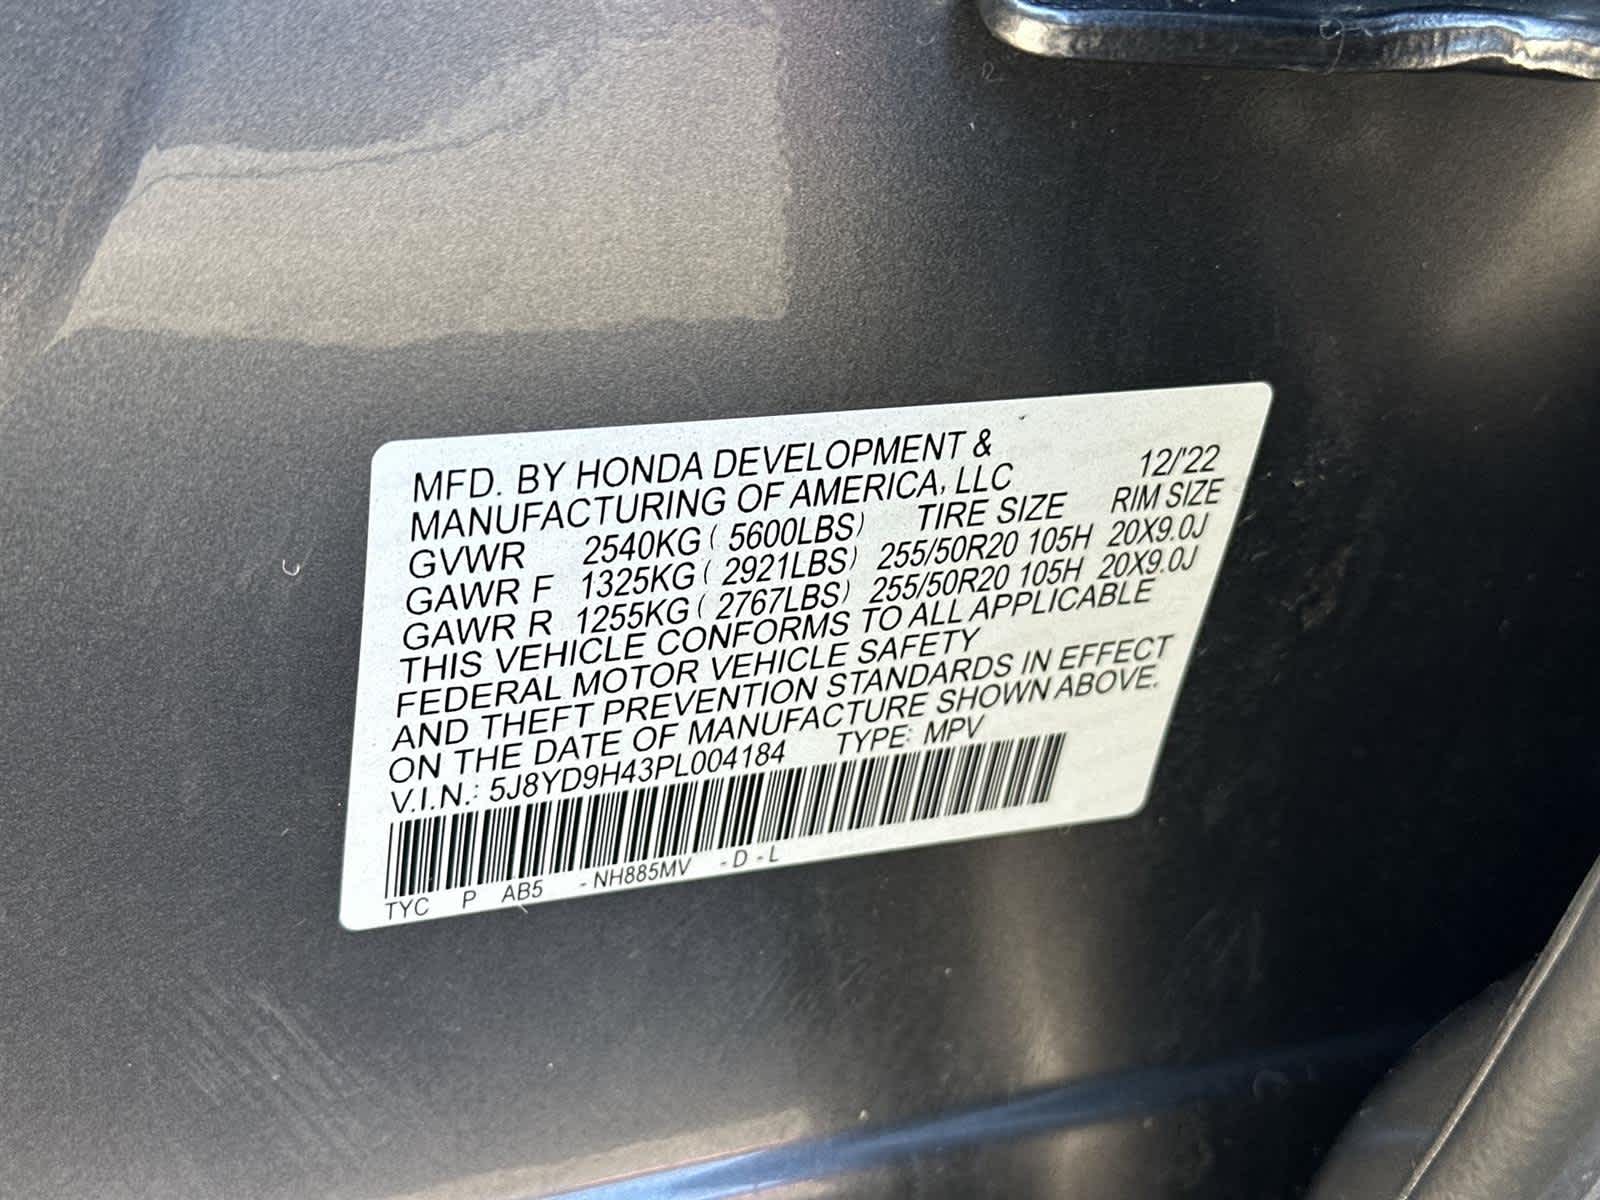 MFD. BY HONDA DEVELOPMENT & 12/'22
MANUFACTURING OF AMERICA, LLC
TIRE SIZE RIM SIZE
GVWR 2540KG ( 5600LBS)
GAWR F 1325KG ( 2921LBS) 255/50R20 105H 20X9.0J
GAWR R 1255KG ( 2767LBS) 255/50R20 105H 20X9.0J
THIS VEHICLE CONFORMS TO ALL APPLICABLE
FEDERAL MOTOR VEHICLE SAFETY
AND THEFT PREVENTION STANDARDS IN EFFECT
ON THE DATE OF MANUFACTURE SHOWN ABOVE.
V.I.N.: 5J8YD9H43PL004184 TYPE: MPV
TYC P AB5 - NH885MV - D - L